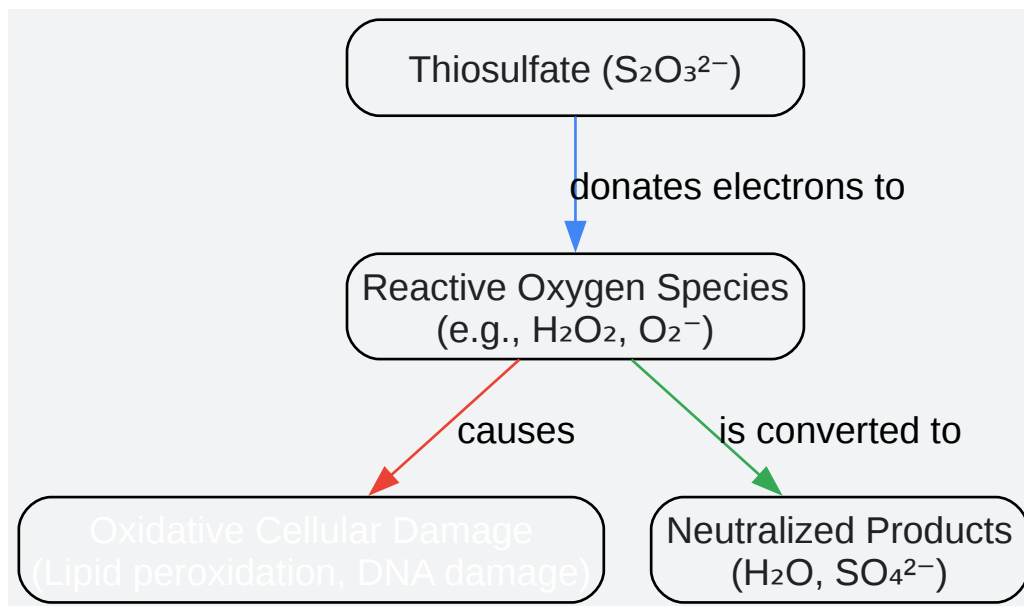 Thiosulfate (S₂O₃²⁻)
donates electrons to
Reactive Oxygen Species
(e.g., H₂O₂, O₂⁻)
causes
is converted to
Oxidative Cellular Damage
(Lipid peroxidation, DNA damage)
Neutralized Products
(H₂O, SO₄²⁻)